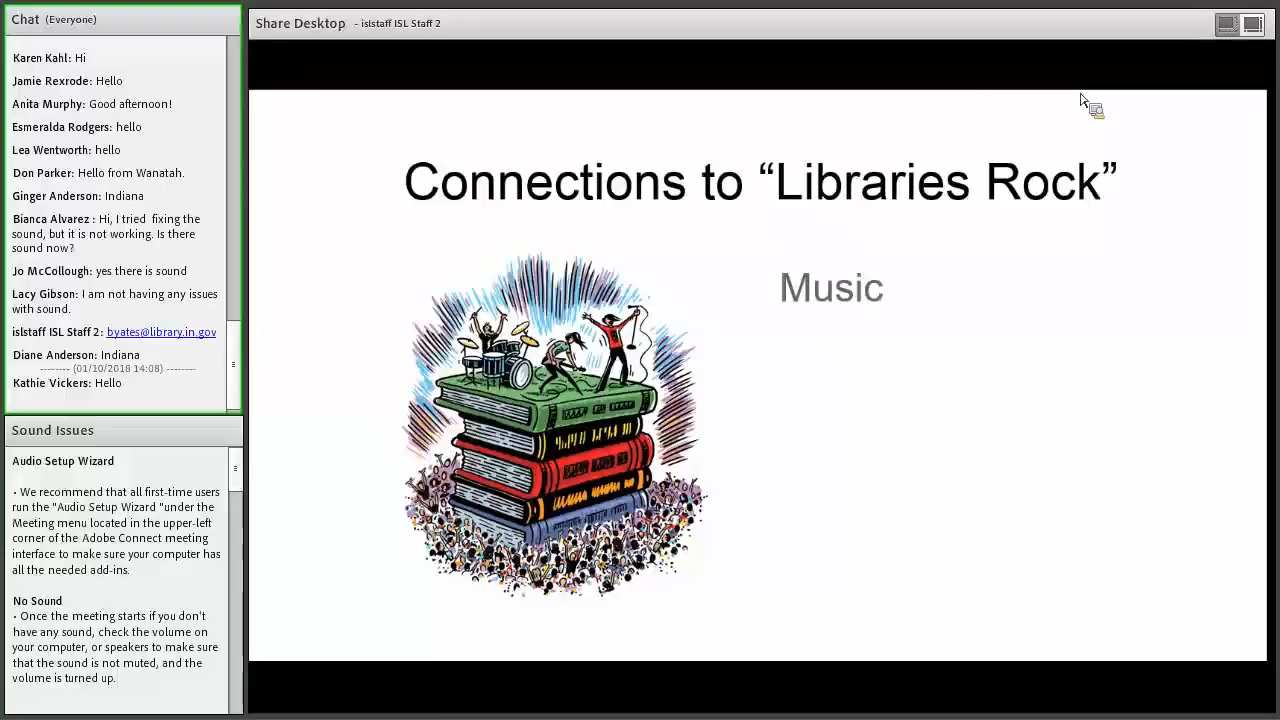 Chat (Everyone)
Karen Kahl: Hi
Jamie Rexrode: Hello
Anita Murphy: Good afternoon!
Esmeralda Rodgers: hello
Lea Wentworth: hello
Don Parker: Hello from Wanatah.
Ginger Anderson: Indiana
Bianca Alvarez : Hi, I tried fixing the
sound, but it is not working. Is there
sound now?
Jo McCollough: yes there is sound
Lacy Gibson: I am not having any issues
with sound.
islstaff ISL Staff 2: byates@library.in.gov
Diane Anderson: Indiana
-------- (01/10/2018 14:08) --------
Kathie Vickers: Hello
Sound Issues
Audio Setup Wizard
• We recommend that all first-time users
run the "Audio Setup Wizard "under the
Meeting menu located in the upper-left
corner of the Adobe Connect meeting
interface to make sure your computer has
all the needed add-ins.
No Sound
• Once the meeting starts if you don't
have any sound, check the volume on
your computer, or speakers to make sure
that the sound is not muted, and the
volume is turned up.
Share Desktop - islstaff ISL Staff 2
Connections to “Libraries Rock”
Music